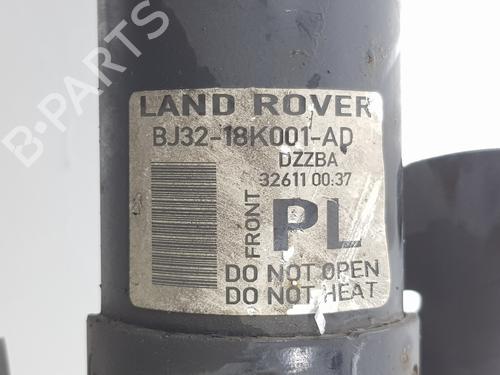 B-PARTS
LAND ROVER
BJ32-18K001-AD
DZZBA
32611 00:37
FRONT
PL
DO NOT OPEN
DO NOT HEAT